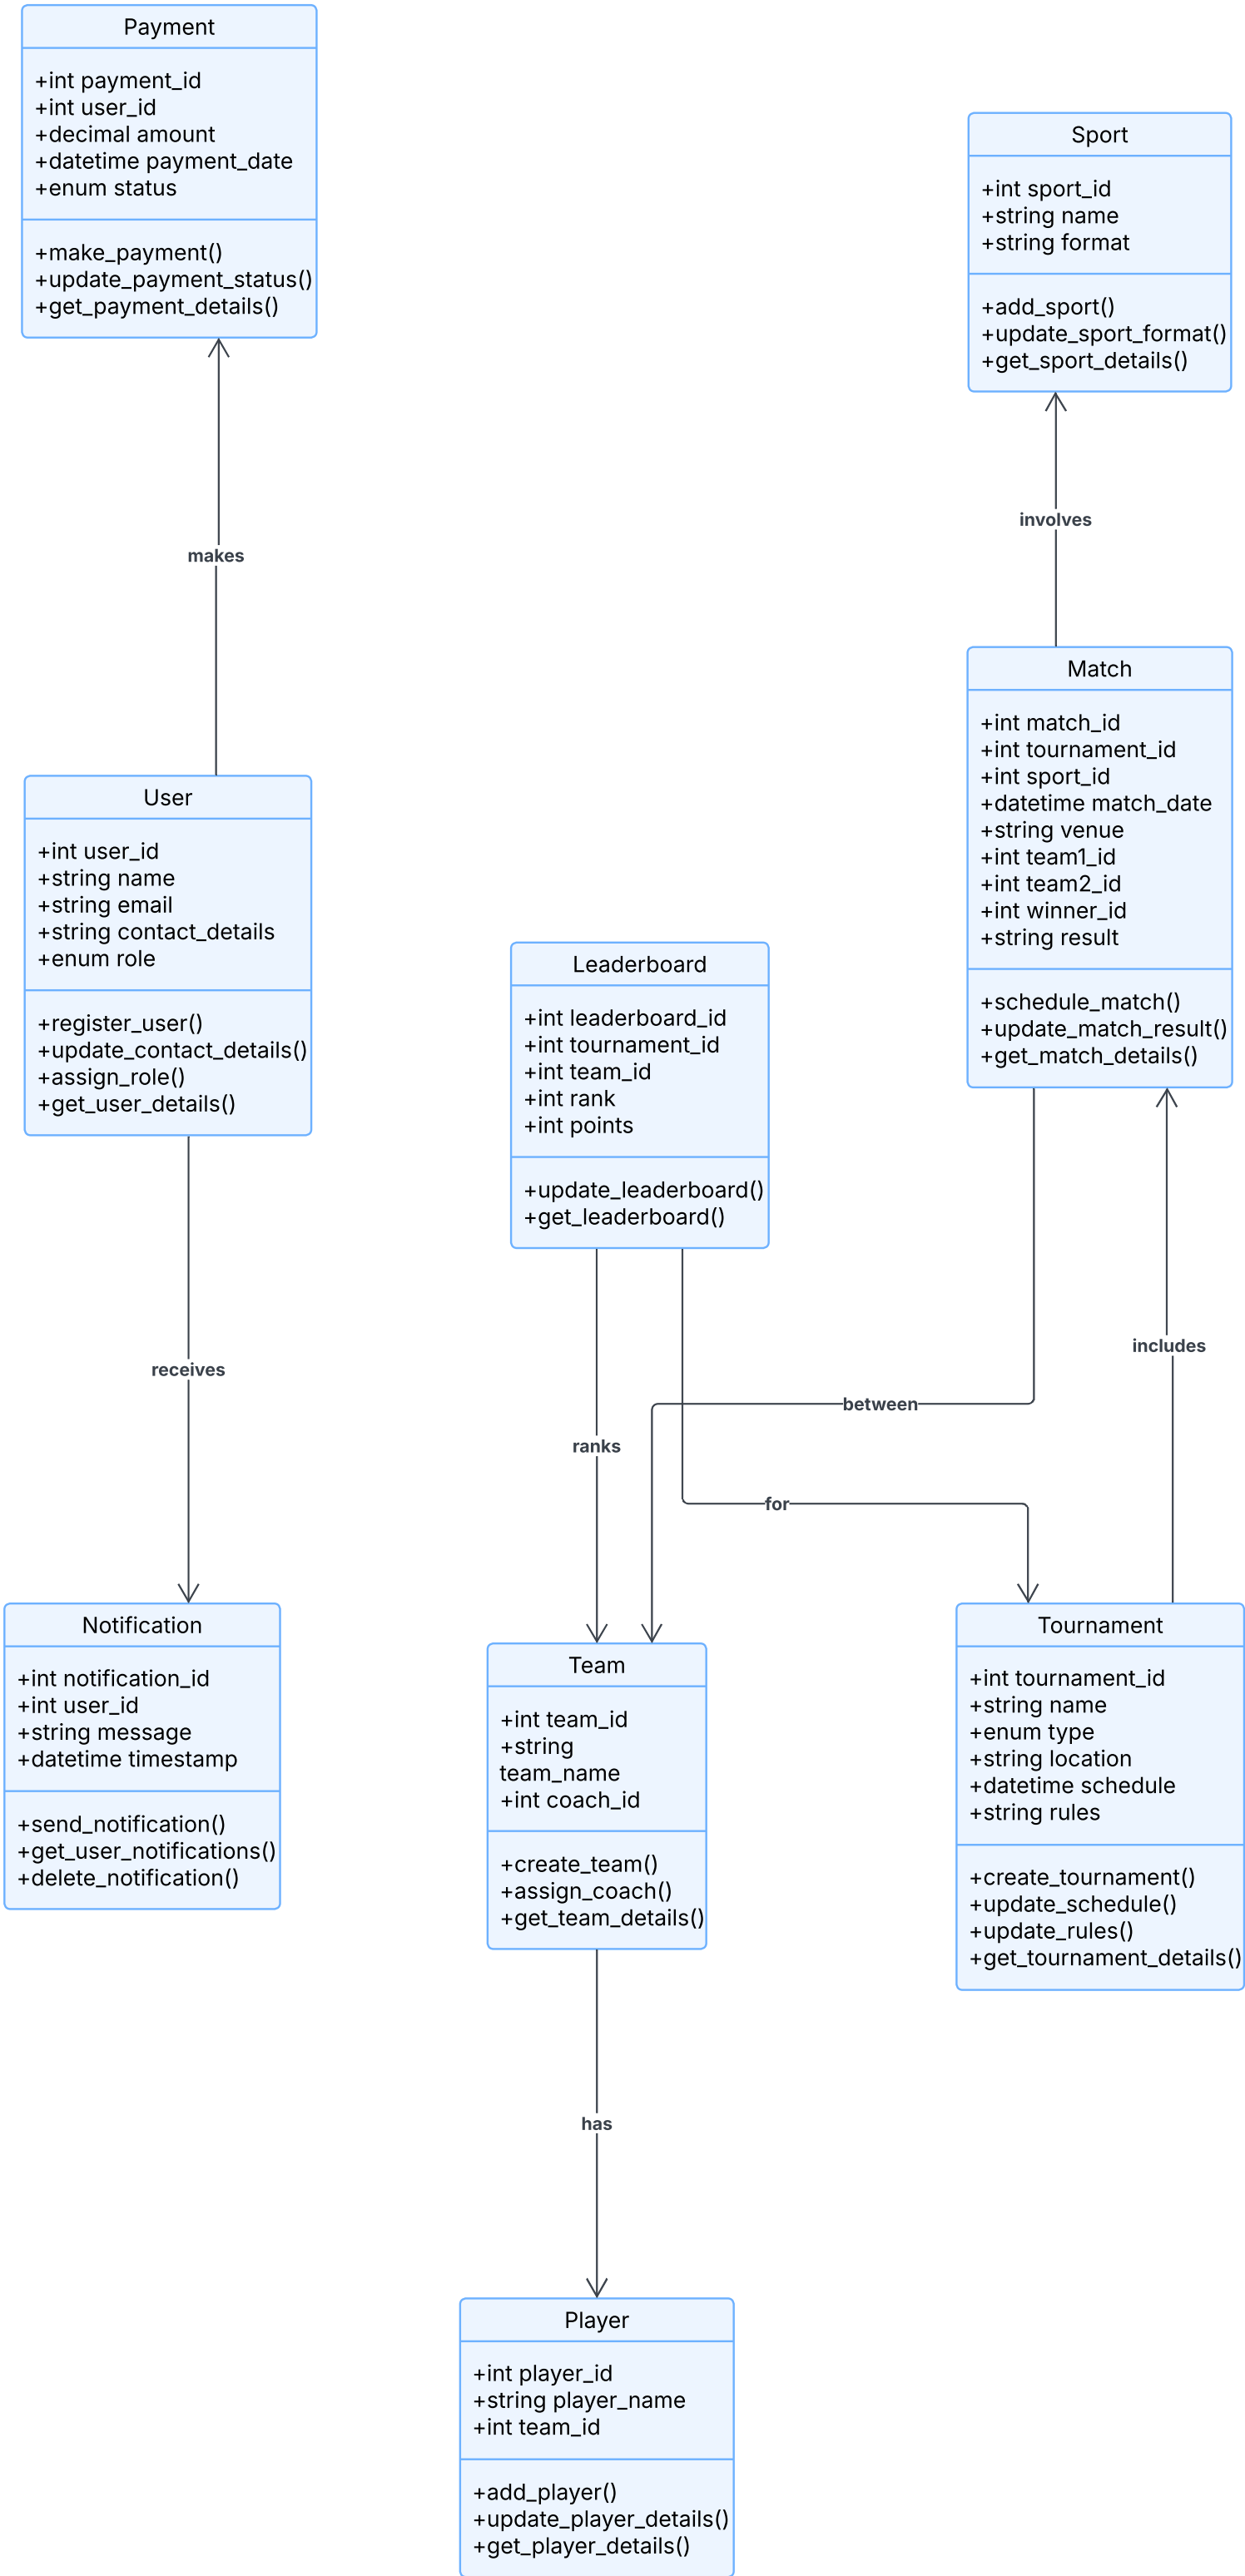 Payment
+int payment_id
+int user_id
+decimal amount
+datetime payment_date
+enum status
+make_payment()
+update_payment_status()
+get_payment_details()
Sport
+int sport_id
+string name
+string format
+add_sport()
+update_sport_format()
+get_sport_details()
involves
makes
Match
+int match_id
+int tournament_id
+int sport_id
+datetime match_date
+string venue
+int team1_id
+int team2_id
+int winner_id
+string result
+schedule_match()
+update_match_result()
+get_match_details()
User
+int user_id
+string name
+string email
+string contact_details
+enum role
+register_user()
+update_contact_details()
+assign_role()
+get_user_details()
Leaderboard
+int leaderboard_id
+int tournament_id
+int team_id
+int rank
+int points
+update_leaderboard()
+get_leaderboard()
includes
receives
between
ranks
for
Notification
+int notification_id
+int user_id
+string message
+datetime timestamp
+send_notification()
+get_user_notifications()
+delete_notification()
Team
+int team_id
+string
team_name
+int coach_id
+create_team()
+assign_coach()
+get_team_details()
Tournament
+int tournament_id
+string name
+enum type
+string location
+datetime schedule
+string rules
+create_tournament()
+update_schedule()
+update_rules()
+get_tournament_details()
has
Player
+int player_id
+string player_name
+int team_id
+add_player()
+update_player_details()
+get_player_details()